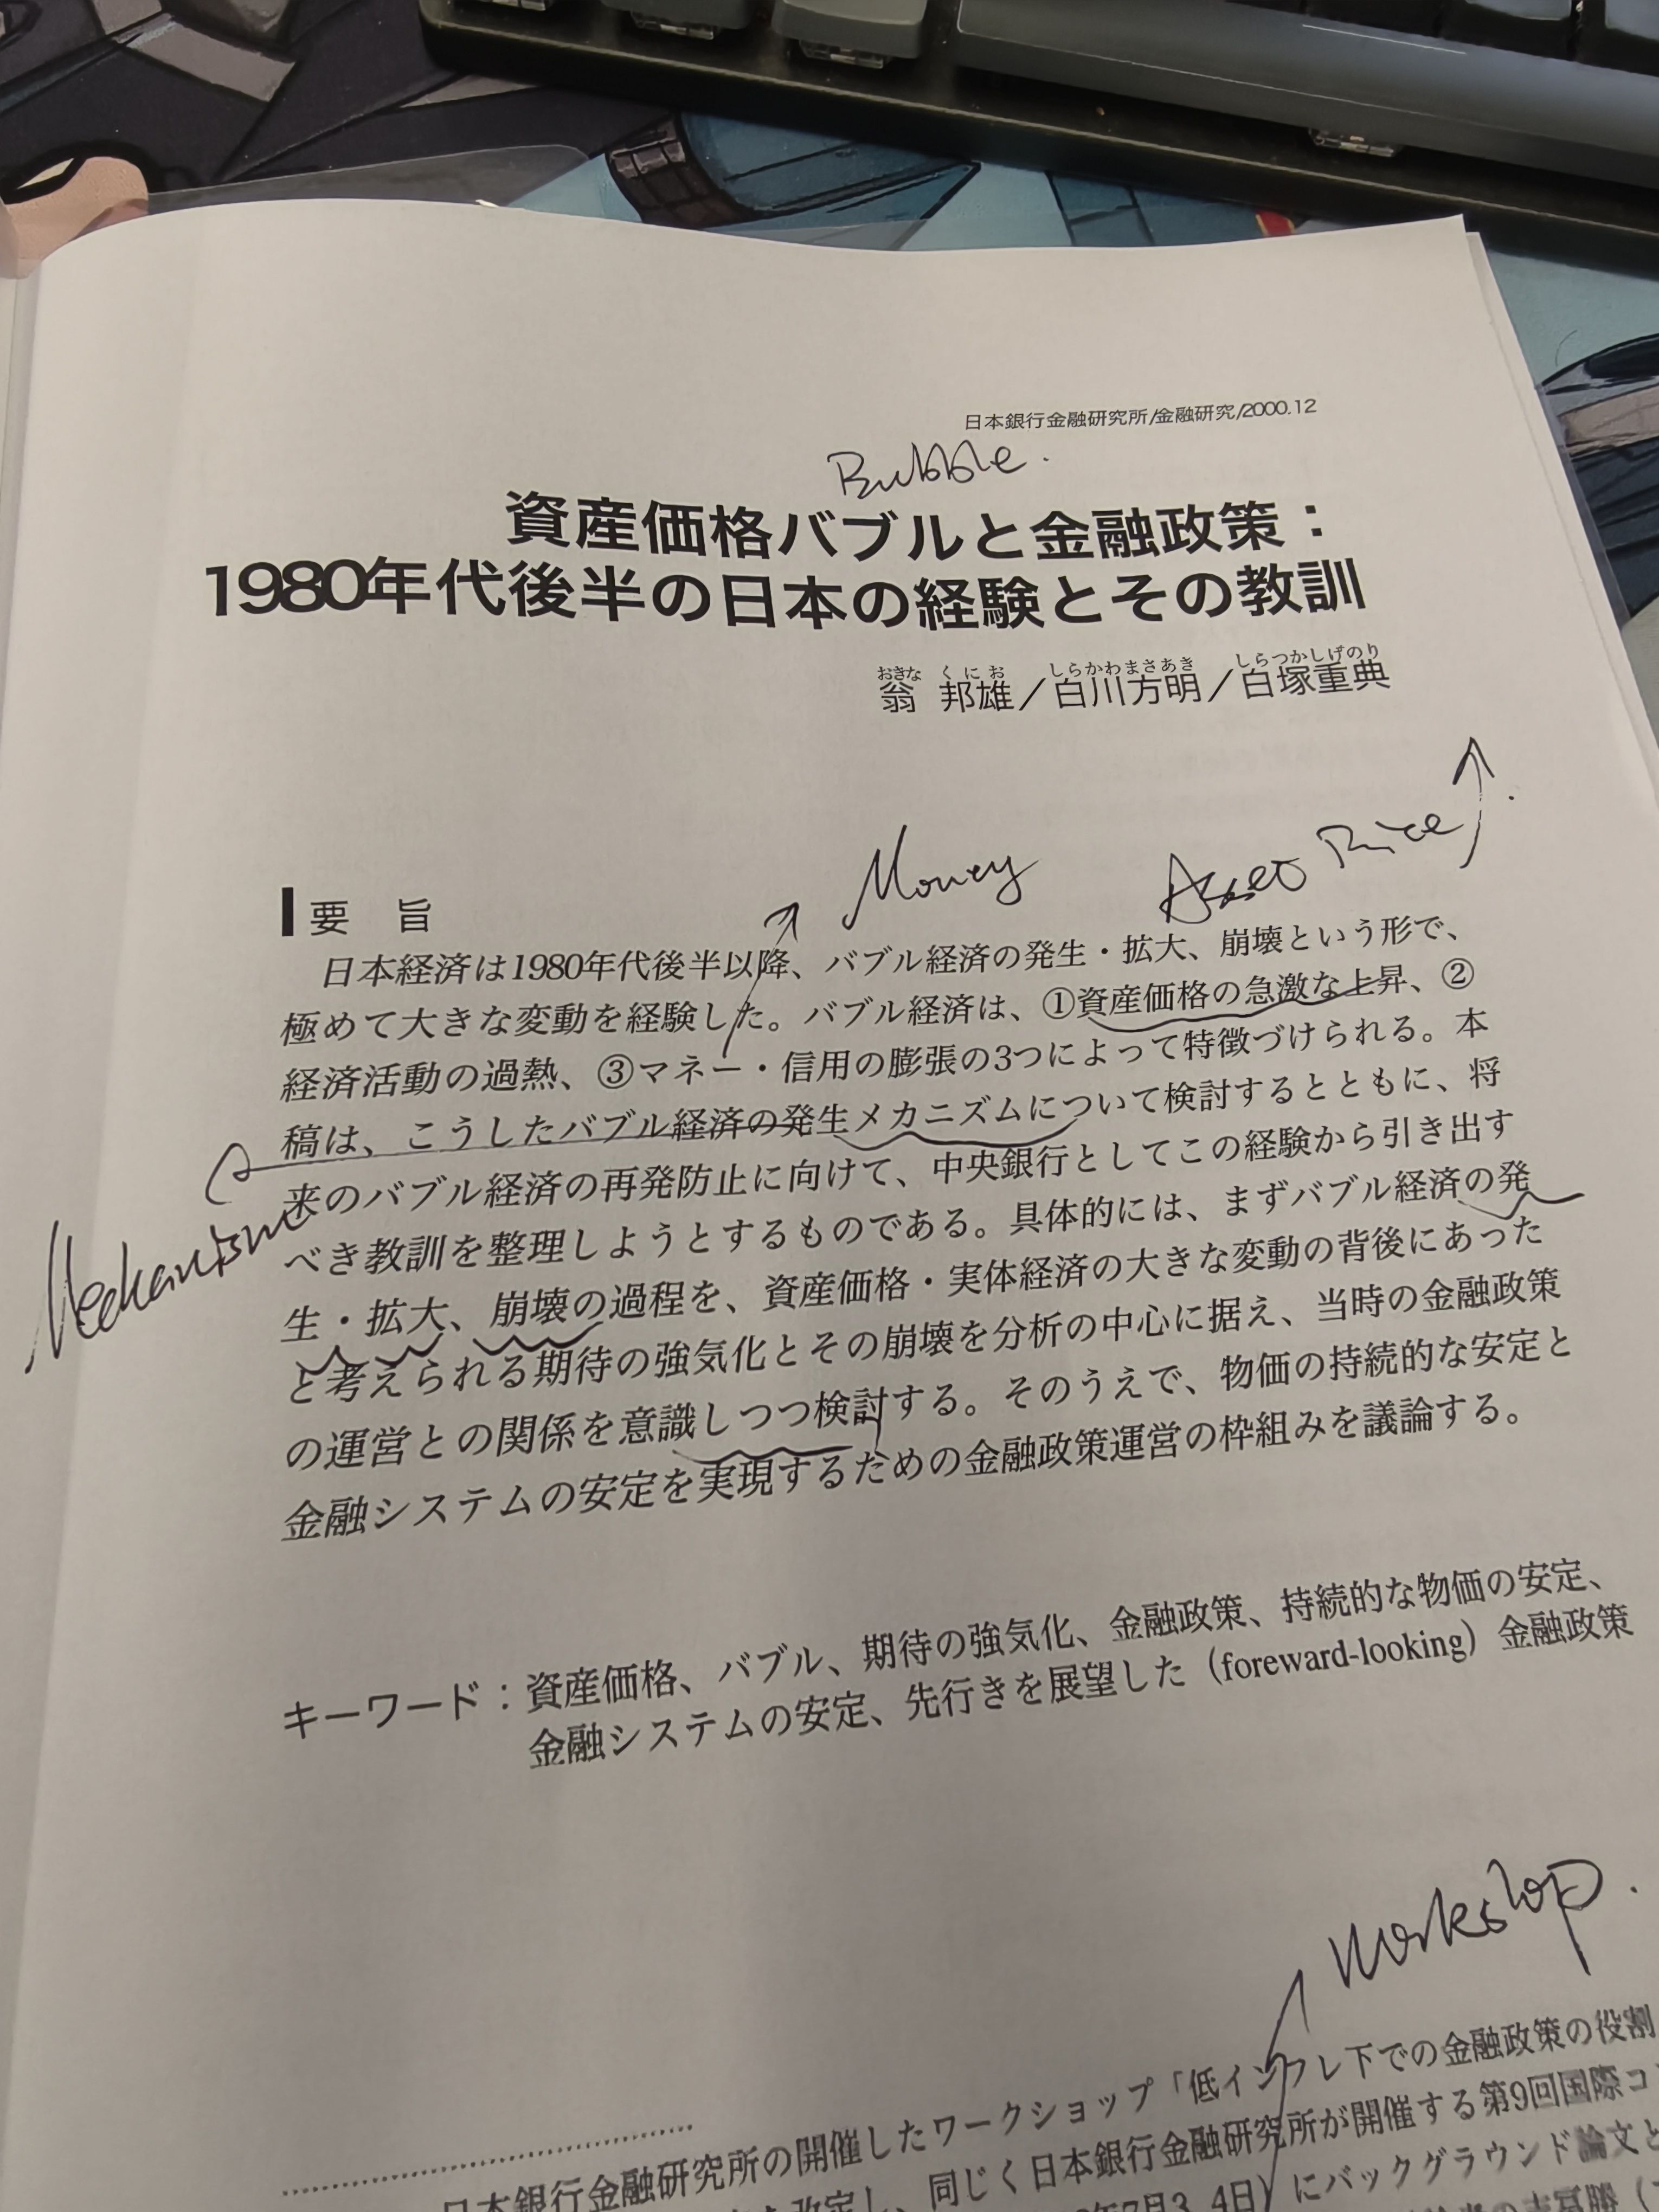 日本銀行金融研究所/金融研究/2000.12
Bubble.
資産価格バブルと金融政策：
1980年代後半の日本の経験とその教訓
おきな くにお しらかわまさあき しらつかしげのり
翁 邦雄／白川方明／白塚重典
Money
Asset Price ↑.
要 旨
日本経済は1980年代後半以降、バブル経済の発生・拡大、崩壊という形で、
極めて大きな変動を経験した。バブル経済は、①資産価格の急激な上昇、②
経済活動の過熱、③マネー・信用の膨張の3つによって特徴づけられる。本
稿は、こうしたバブル経済の発生メカニズムについて検討するとともに、将
来のバブル経済の再発防止に向けて、中央銀行としてこの経験から引き出す
Mechanism
べき教訓を整理しようとするものである。具体的には、まずバブル経済の発
生・拡大、崩壊の過程を、資産価格・実体経済の大きな変動の背後にあった
と考えられる期待の強気化とその崩壊を分析の中心に据え、当時の金融政策
の運営との関係を意識しつつ検討する。そのうえで、物価の持続的な安定と
金融システムの安定を実現するための金融政策運営の枠組みを議論する。
キーワード：資産価格、バブル、期待の強気化、金融政策、持続的な物価の安定、
金融システムの安定、先行きを展望した（foreward-looking）金融政策
Workshop.
日本銀行金融研究所の開催したワークショップ「低インフレ下での金融政策の役割
改定し、同じく日本銀行金融研究所が開催する第9回国際コ
年7月3、4日）にバックグラウンド論文と